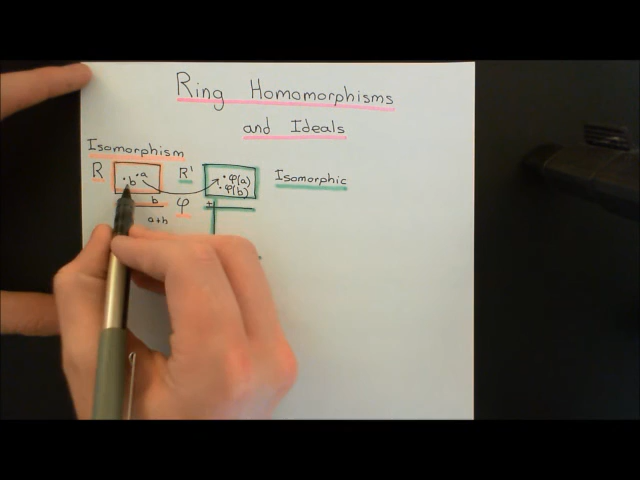 Ring Homomorphisms
and Ideals
Isomorphism
R
·b ·a
R'
·φ(a)
·φ(b)
Isomorphic
b
φ
+
a+b